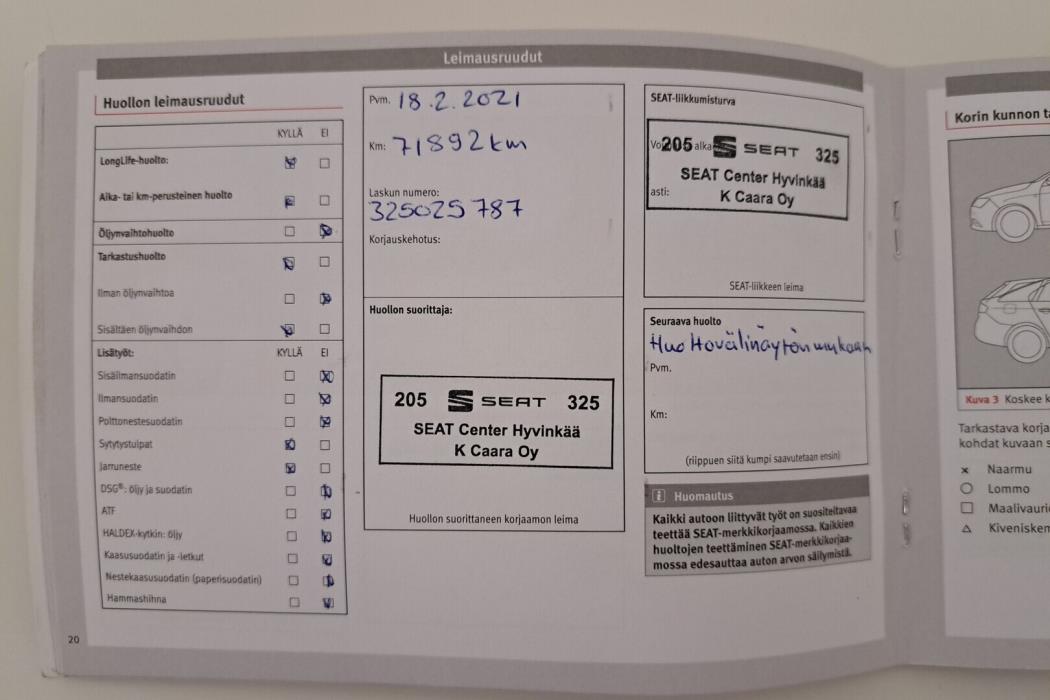 Leimausruudut
Huollon leimausruudut
KYLLÄ EI
LongLife-huolto:
Aika- tai km-perusteinen huolto
Öljynvaihtohuolto
Tarkastushuolto
Ilman öljynvaihtoa
Sisältäen öljynvaihdon
Lisätyöt: KYLLÄ EI
Sisäilmansuodatin
Ilmansuodatin
Polttonestesuodatin
Sytytystulpat
Jarruneste
DSG®: öljy ja suodatin
ATF
HALDEX-kytkin: öljy
Kaasusuodatin ja -letkut
Nestekaasusuodatin (paperisuodatin)
Hammashihna
20
Pvm. 18.2.2021
Km: 71892 km
Laskun numero:
325025787
Korjauskehotus:
Huollon suorittaja:
205 SEAT 325
SEAT Center Hyvinkää
K Caara Oy
Huollon suorittaneen korjaamon leima
SEAT-liikkumisturva
205 SEAT 325
SEAT Center Hyvinkää
asti:
K Caara Oy
SEAT-liikkeen leima
Seuraava huolto
Huoltovälinäytön mukaan
Pvm.
Km:
(riippuen siitä kumpi saavutetaan ensin)
i Huomautus
Kaikki autoon liittyvät työt on suositeltavaa
teettää SEAT-merkkikorjaamossa. Kaikkien
huoltojen teettäminen SEAT-merkkikorjaa-
mossa edesauttaa auton arvon säilymistä.
Korin kunnon
Kuva 3 Koskee
Tarkastava
kohdat kuvaan
Naarmu
Lommo